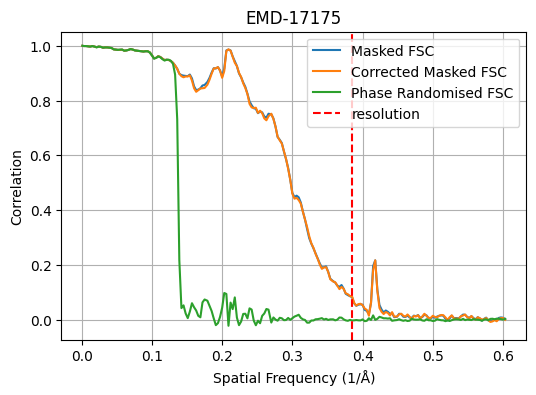 EMD-17175
Masked FSC
Corrected Masked FSC
Phase Randomised FSC
resolution
Correlation
1.0
0.8
0.6
0.4
0.2
0.0
0.0 0.1 0.2 0.3 0.4 0.5 0.6
Spatial Frequency (1/Å)